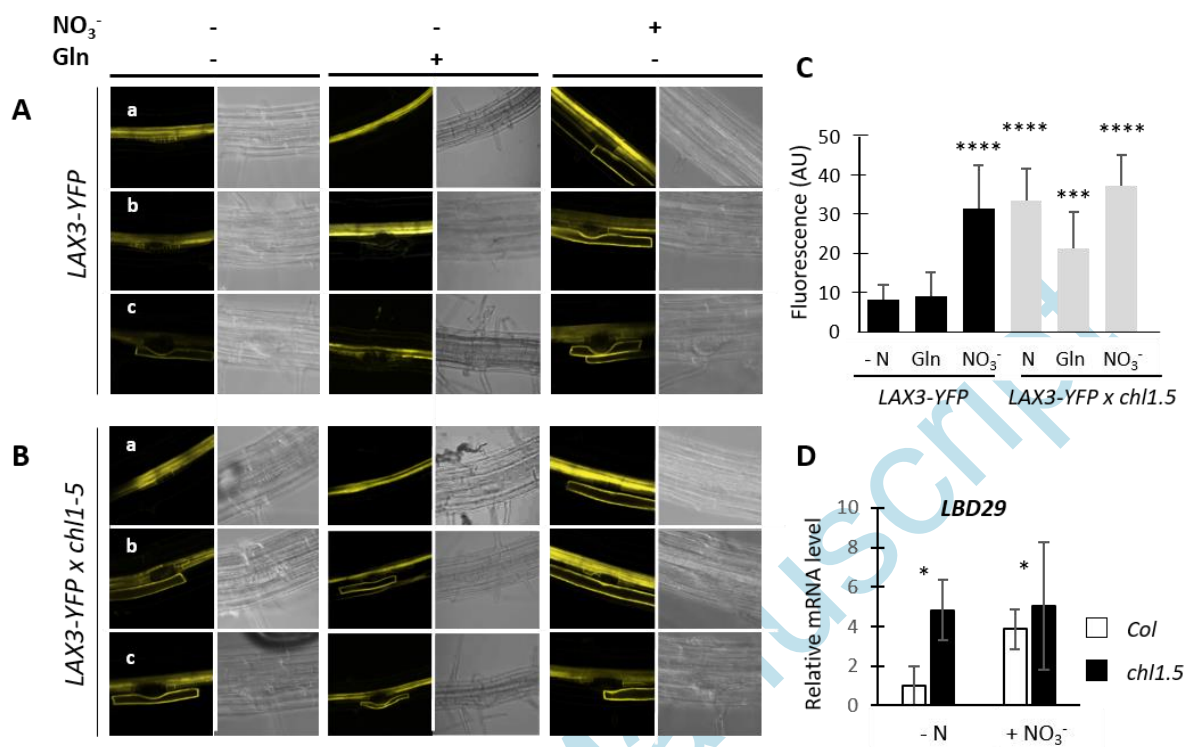 NO₃⁻ - - +
Gln - + -
A
LAX3-YFP
a
b
c
B
LAX3-YFP x chl1-5
a
b
c
C
Fluorescence (AU)
50
40
30
20
10
0
**** **** *** ****
- N Gln NO₃⁻ N Gln NO₃⁻
LAX3-YFP LAX3-YFP x chl1.5
D
LBD29
Relative mRNA level
10
8
6
4
2
0
* *
- N + NO₃⁻
Col
chl1.5
uscript